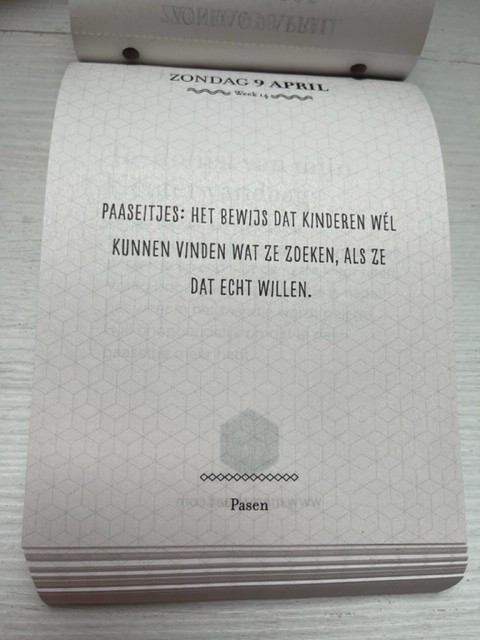 ZONDAG 9 APRIL
Week 14
PAASEITJES: HET BEWIJS DAT KINDEREN WÉL
KUNNEN VINDEN WAT ZE ZOEKEN, ALS ZE
DAT ECHT WILLEN.
Pasen